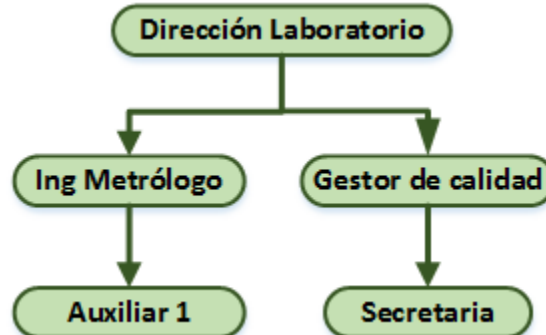 Dirección Laboratorio
Ing Metrólogo
Gestor de calidad
Auxiliar 1
Secretaria